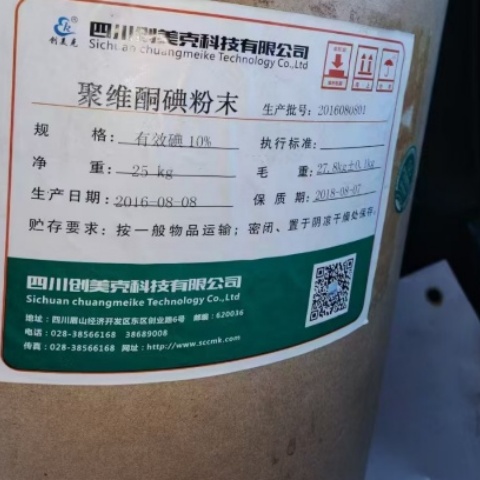 创美克
四川创美克科技有限公司
Sichuan chuangmeike Technology Co.,Ltd
聚维酮碘粉末
生产批号：2016080801
规 格：有效碘10%
执行标准：
净 重：25 kg
毛 重：27.8kg±0.1kg
生产日期：2016-08-08
保 质 期：2018-08-07
贮存要求：按一般物品运输；密闭、置于阴凉干燥处保存。
四川创美克科技有限公司
Sichuan chuangmeike Technology Co.,Ltd
地址：四川眉山经济开发区东区创业路6号 邮编：620036
电话：028-38566168 38689008
传真：028-38566168 网址：http://www.sccmk.com